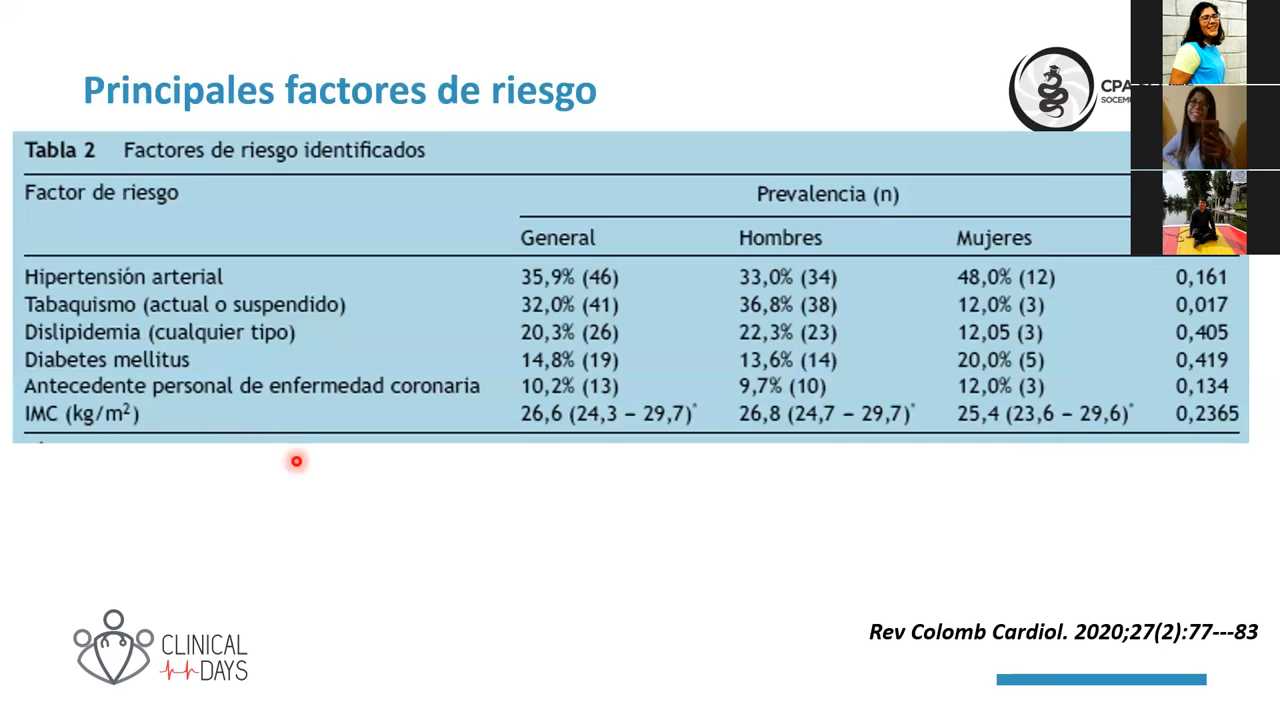 Principales factores de riesgo
Tabla 2 Factores de riesgo identificados
Factor de riesgo Prevalencia (n)
General Hombres Mujeres
Hipertensión arterial 35,9% (46) 33,0% (34) 48,0% (12) 0,161
Tabaquismo (actual o suspendido) 32,0% (41) 36,8% (38) 12,0% (3) 0,017
Dislipidemia (cualquier tipo) 20,3% (26) 22,3% (23) 12,05 (3) 0,405
Diabetes mellitus 14,8% (19) 13,6% (14) 20,0% (5) 0,419
Antecedente personal de enfermedad coronaria 10,2% (13) 9,7% (10) 12,0% (3) 0,134
IMC (kg/m²) 26,6 (24,3 – 29,7)* 26,8 (24,7 – 29,7)* 25,4 (23,6 – 29,6)* 0,2365
CLINICAL
DAYS
Rev Colomb Cardiol. 2020;27(2):77---83